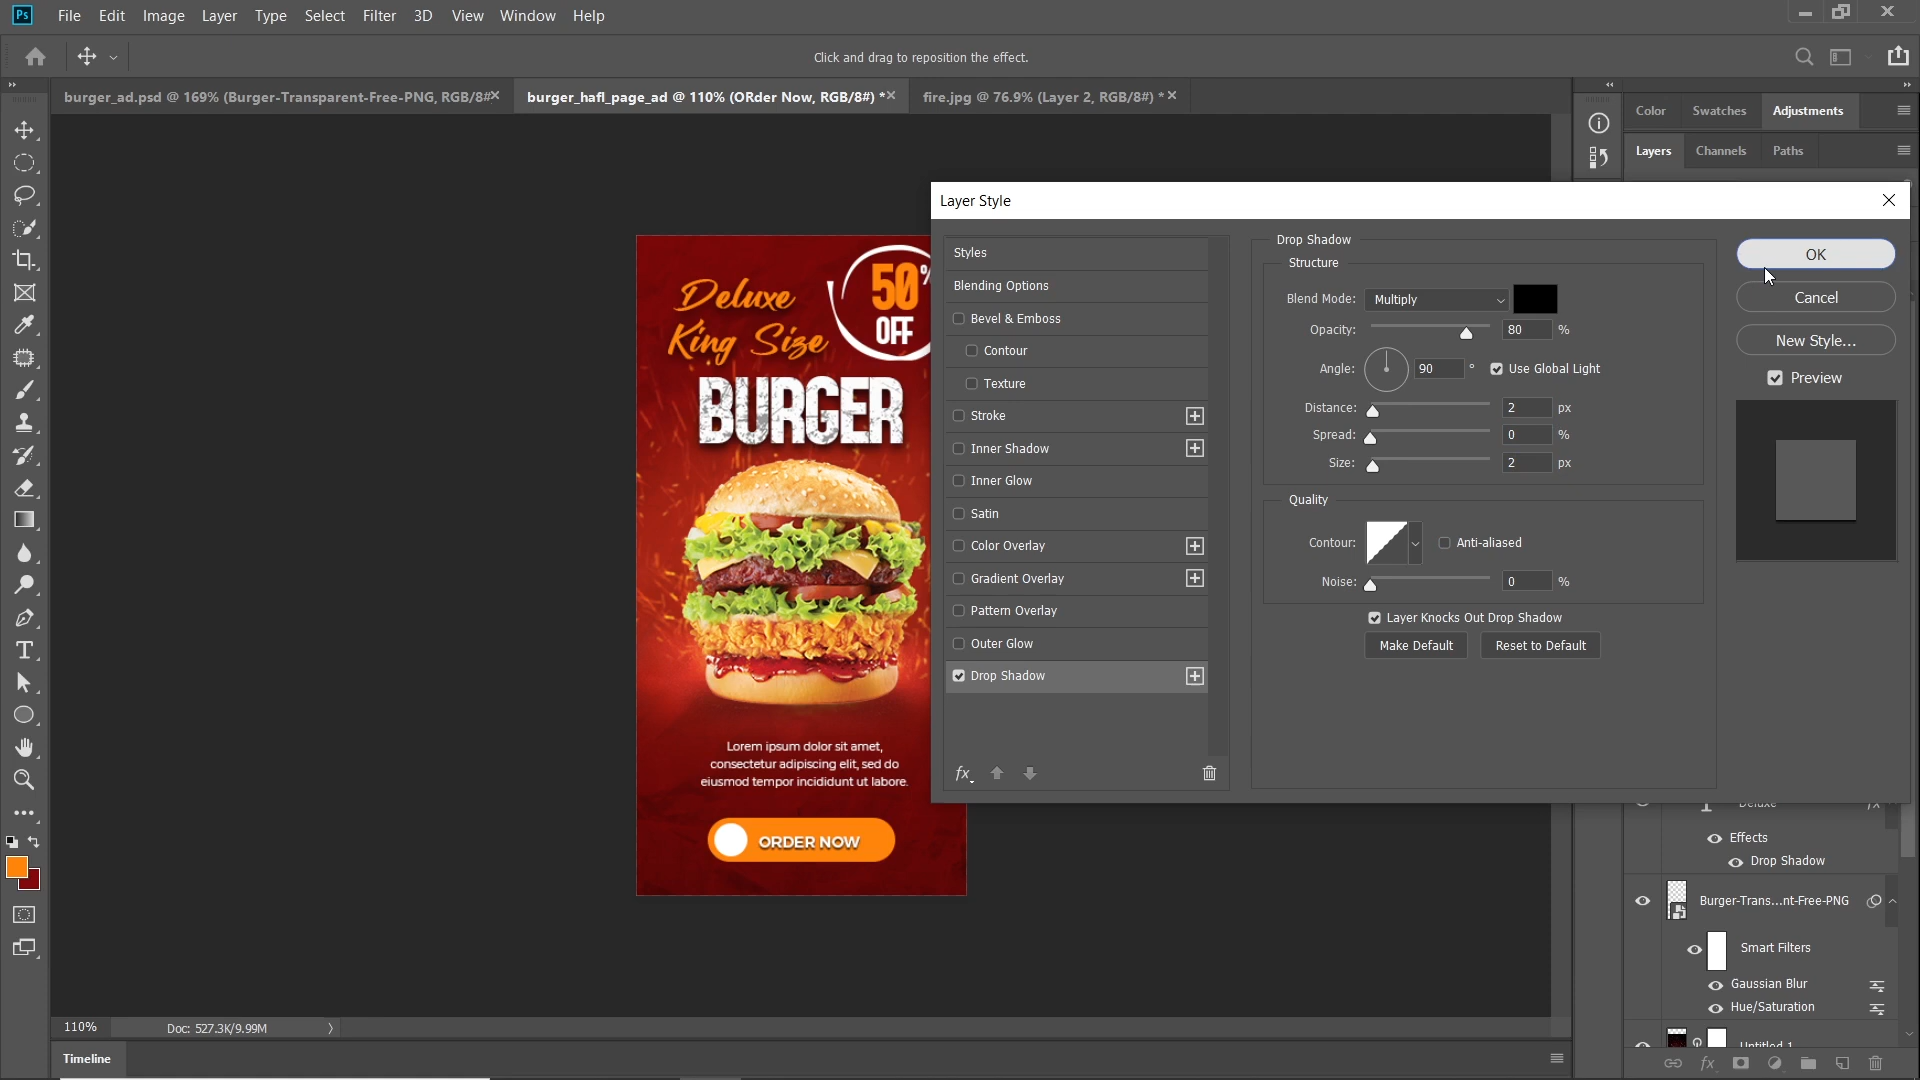 Ps File Edit Image Layer Type Select Filter 3D View Window Help
Click and drag to reposition the effect.
burger_ad.psd @ 169% (Burger-Transparent-Free-PNG, RGB/8#
burger_hafl_page_ad @ 110% (ORder Now, RGB/8#) *
fire.jpg @ 76.9% (Layer 2, RGB/8#) *
Color Swatches Adjustments
Layers Channels Paths
Deluxe
King Size
50%
OFF
BURGER
Lorem ipsum dolor sit amet,
consectetur adipiscing elit, sed do
eiusmod tempor incididunt ut labore.
ORDER NOW
Layer Style
Styles
Blending Options
Bevel & Emboss
Contour
Texture
Stroke
Inner Shadow
Inner Glow
Satin
Color Overlay
Gradient Overlay
Pattern Overlay
Outer Glow
Drop Shadow
fx
Drop Shadow
Structure
Blend Mode: Multiply
Opacity: 80 %
Angle: 90 ° Use Global Light
Distance: 2 px
Spread: 0 %
Size: 2 px
Quality
Contour: Anti-aliased
Noise: 0 %
Layer Knocks Out Drop Shadow
Make Default Reset to Default
OK
Cancel
New Style...
Preview
Deluxe fx
Effects
Drop Shadow
Burger-Trans...nt-Free-PNG
Smart Filters
Gaussian Blur
Hue/Saturation
Untitled 1
fx
110% Doc: 527.3K/9.99M
Timeline